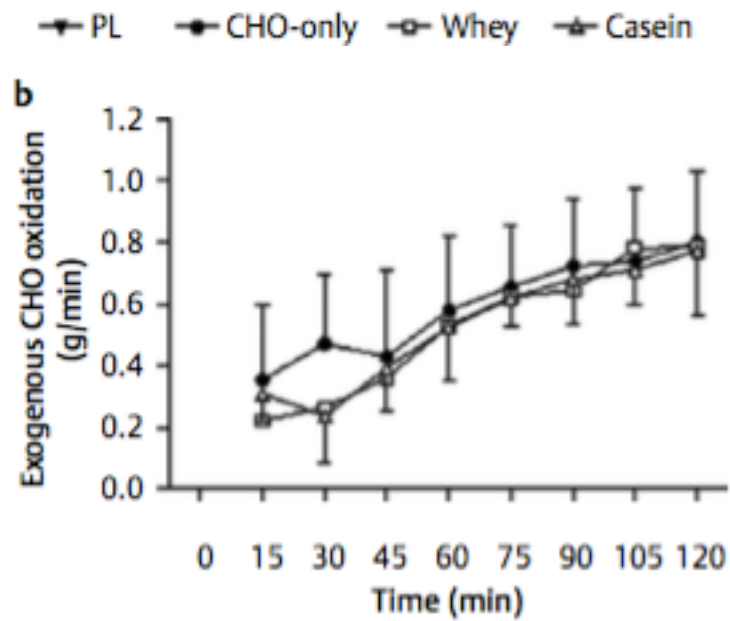 PL CHO-only Whey Casein
b
Exogenous CHO oxidation
(g/min)
1.2
1.0
0.8
0.6
0.4
0.2
0.0
0 15 30 45 60 75 90 105 120
Time (min)